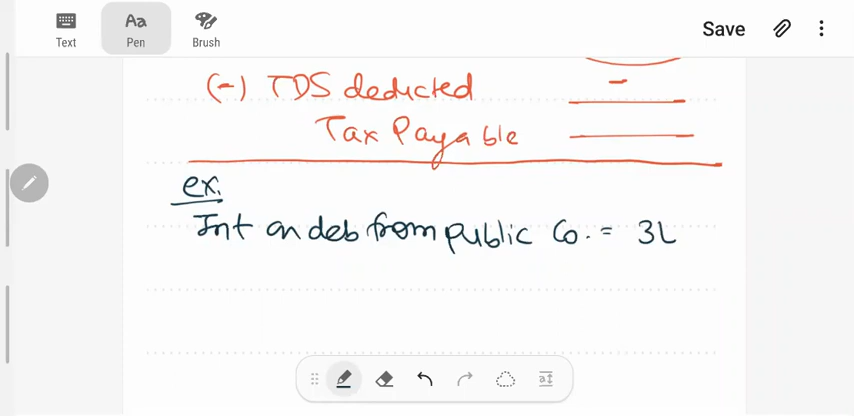 Text
Aa
Pen
Brush
Save
(-) TDS deducted -
Tax Payable
ex.
Int on deb from public Co. = 3L